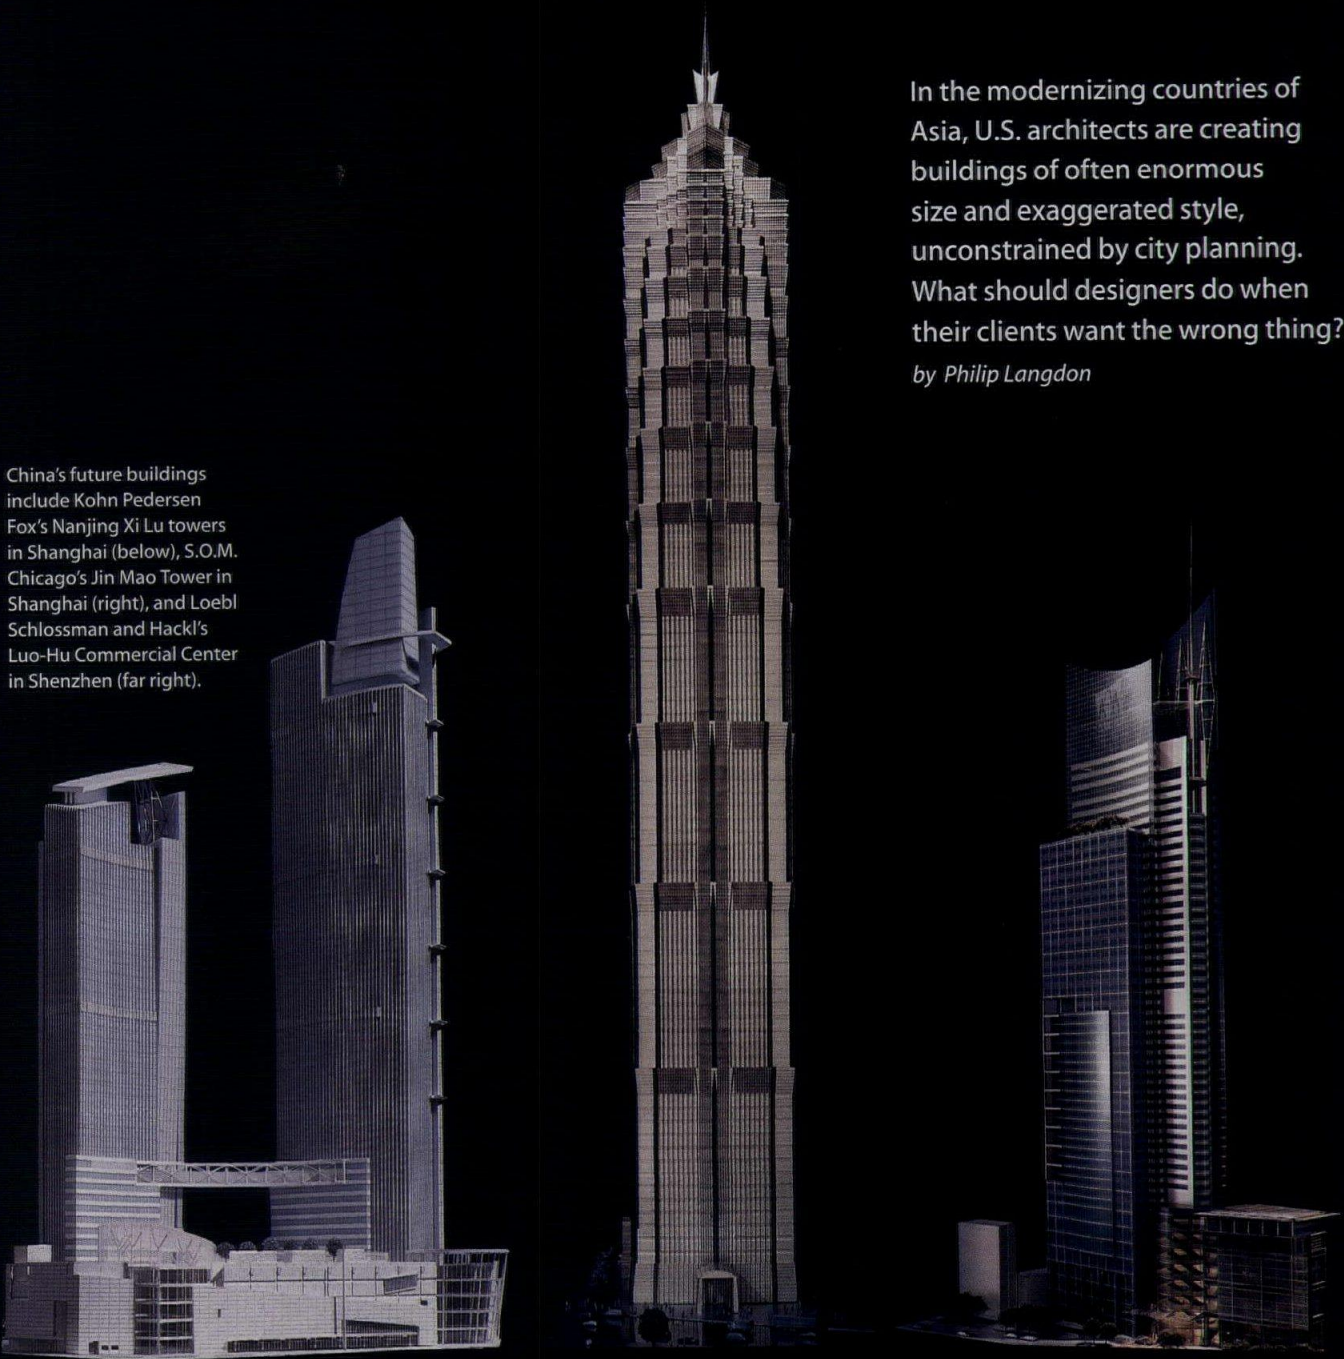 In the modernizing countries of
Asia, U.S. architects are creating
buildings of often enormous
size and exaggerated style,
unconstrained by city planning.
What should designers do when
their clients want the wrong thing?
by Philip Langdon
China's future buildings
include Kohn Pedersen
Fox's Nanjing Xi Lu towers
in Shanghai (below), S.O.M.
Chicago's Jin Mao Tower in
Shanghai (right), and Loebl
Schlossman and Hackl's
Luo-Hu Commercial Center
in Shenzhen (far right).